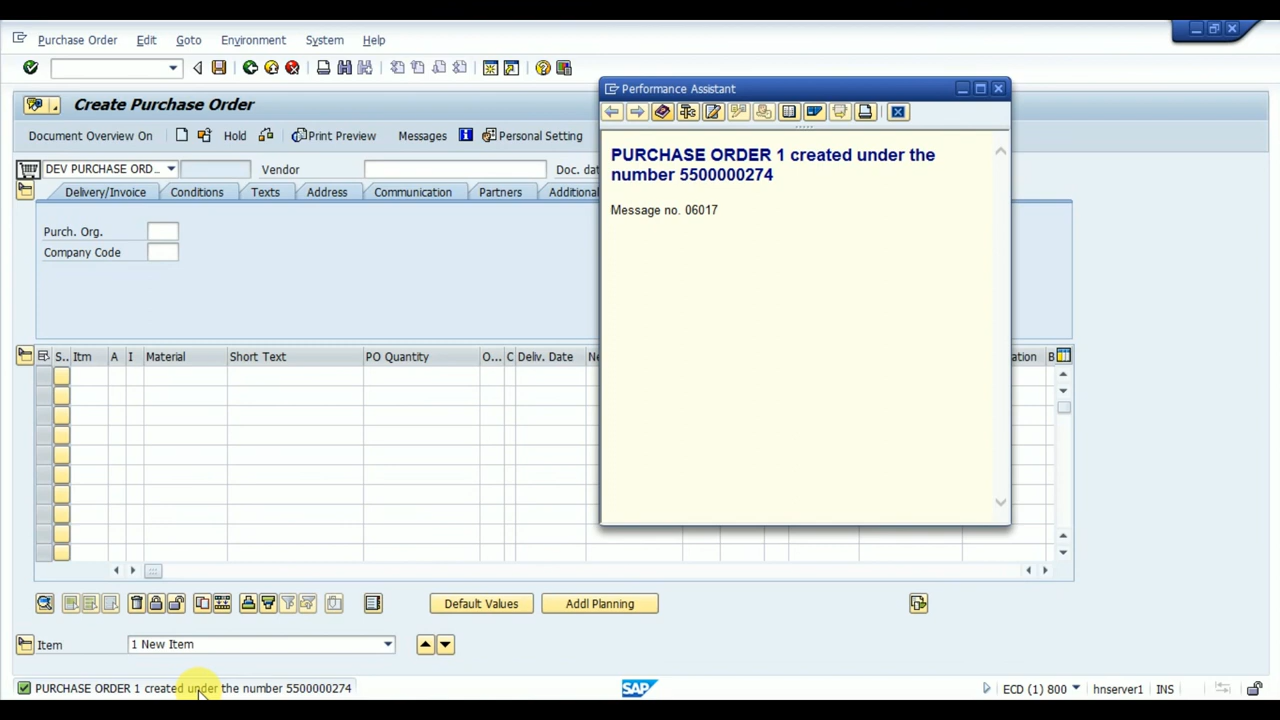 Purchase Order Edit Goto Environment System Help
Create Purchase Order
Document Overview On Hold Print Preview Messages Personal Setting
DEV PURCHASE ORD... Vendor Doc. da
Delivery/Invoice Conditions Texts Address Communication Partners Additional
Purch. Org.
Company Code
S.. Itm A I Material Short Text PO Quantity O... C Deliv. Date Ne ation B
Default Values Addl Planning
Item 1 New Item
PURCHASE ORDER 1 created under the number 5500000274 SAP ECD (1) 800 hnserver1 INS
Performance Assistant
PURCHASE ORDER 1 created under the
number 5500000274
Message no. 06017